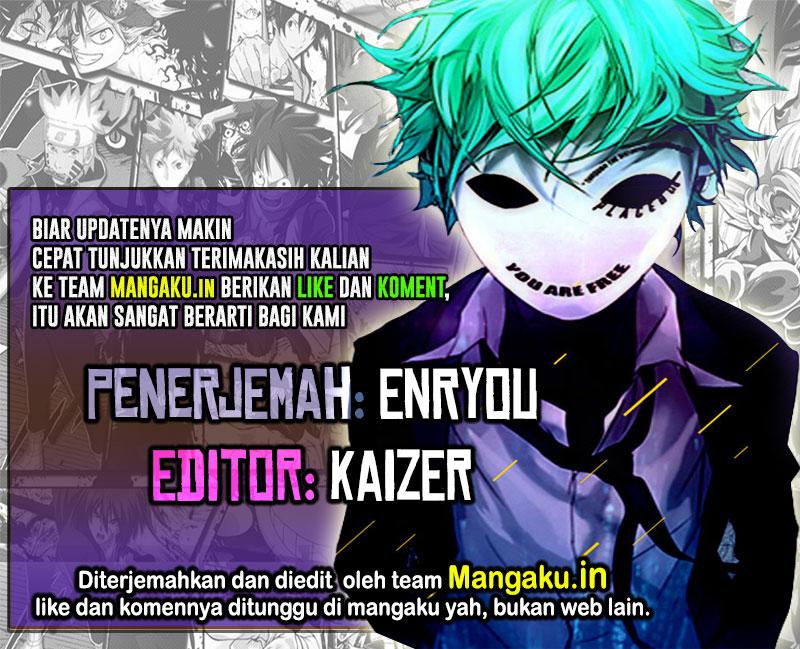 BIAR UPDATENYA MAKIN
CEPAT TUNJUKKAN TERIMAKASIH KALIAN
KE TEAM MANGAKU.in BERIKAN LIKE DAN KOMENT,
ITU AKAN SANGAT BERARTI BAGI KAMI
PLACEBO
YOU ARE FREE
PENERJEMAH: ENRYOU
EDITOR: KAIZER
Diterjemahkan dan diedit oleh team Mangaku.in
like dan komennya ditunggu di mangaku yah, bukan web lain.